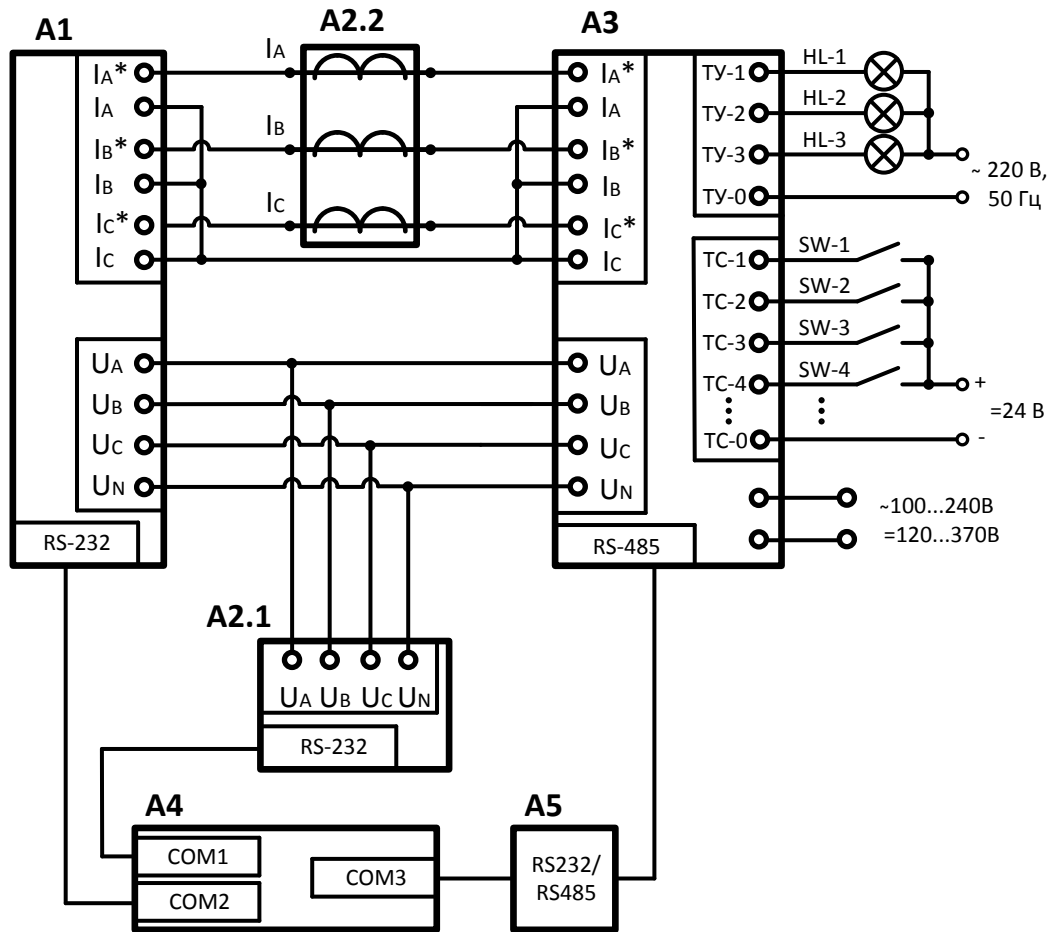 A1
IA*
IA
IB*
IB
IC*
IC
UA
UB
UC
UN
RS-232
A2.2
IA
IB
IC
A3
IA*
IA
IB*
IB
IC*
IC
UA
UB
UC
UN
RS-485
ТУ-1
ТУ-2
ТУ-3
ТУ-0
HL-1
HL-2
HL-3
~ 220 В,
50 Гц
ТС-1
ТС-2
ТС-3
ТС-4
ТС-0
SW-1
SW-2
SW-3
SW-4
+
=24 В
-
~100...240В
=120...370В
A2.1
UA UB UC UN
RS-232
A4
COM1
COM2
COM3
A5
RS232/
RS485